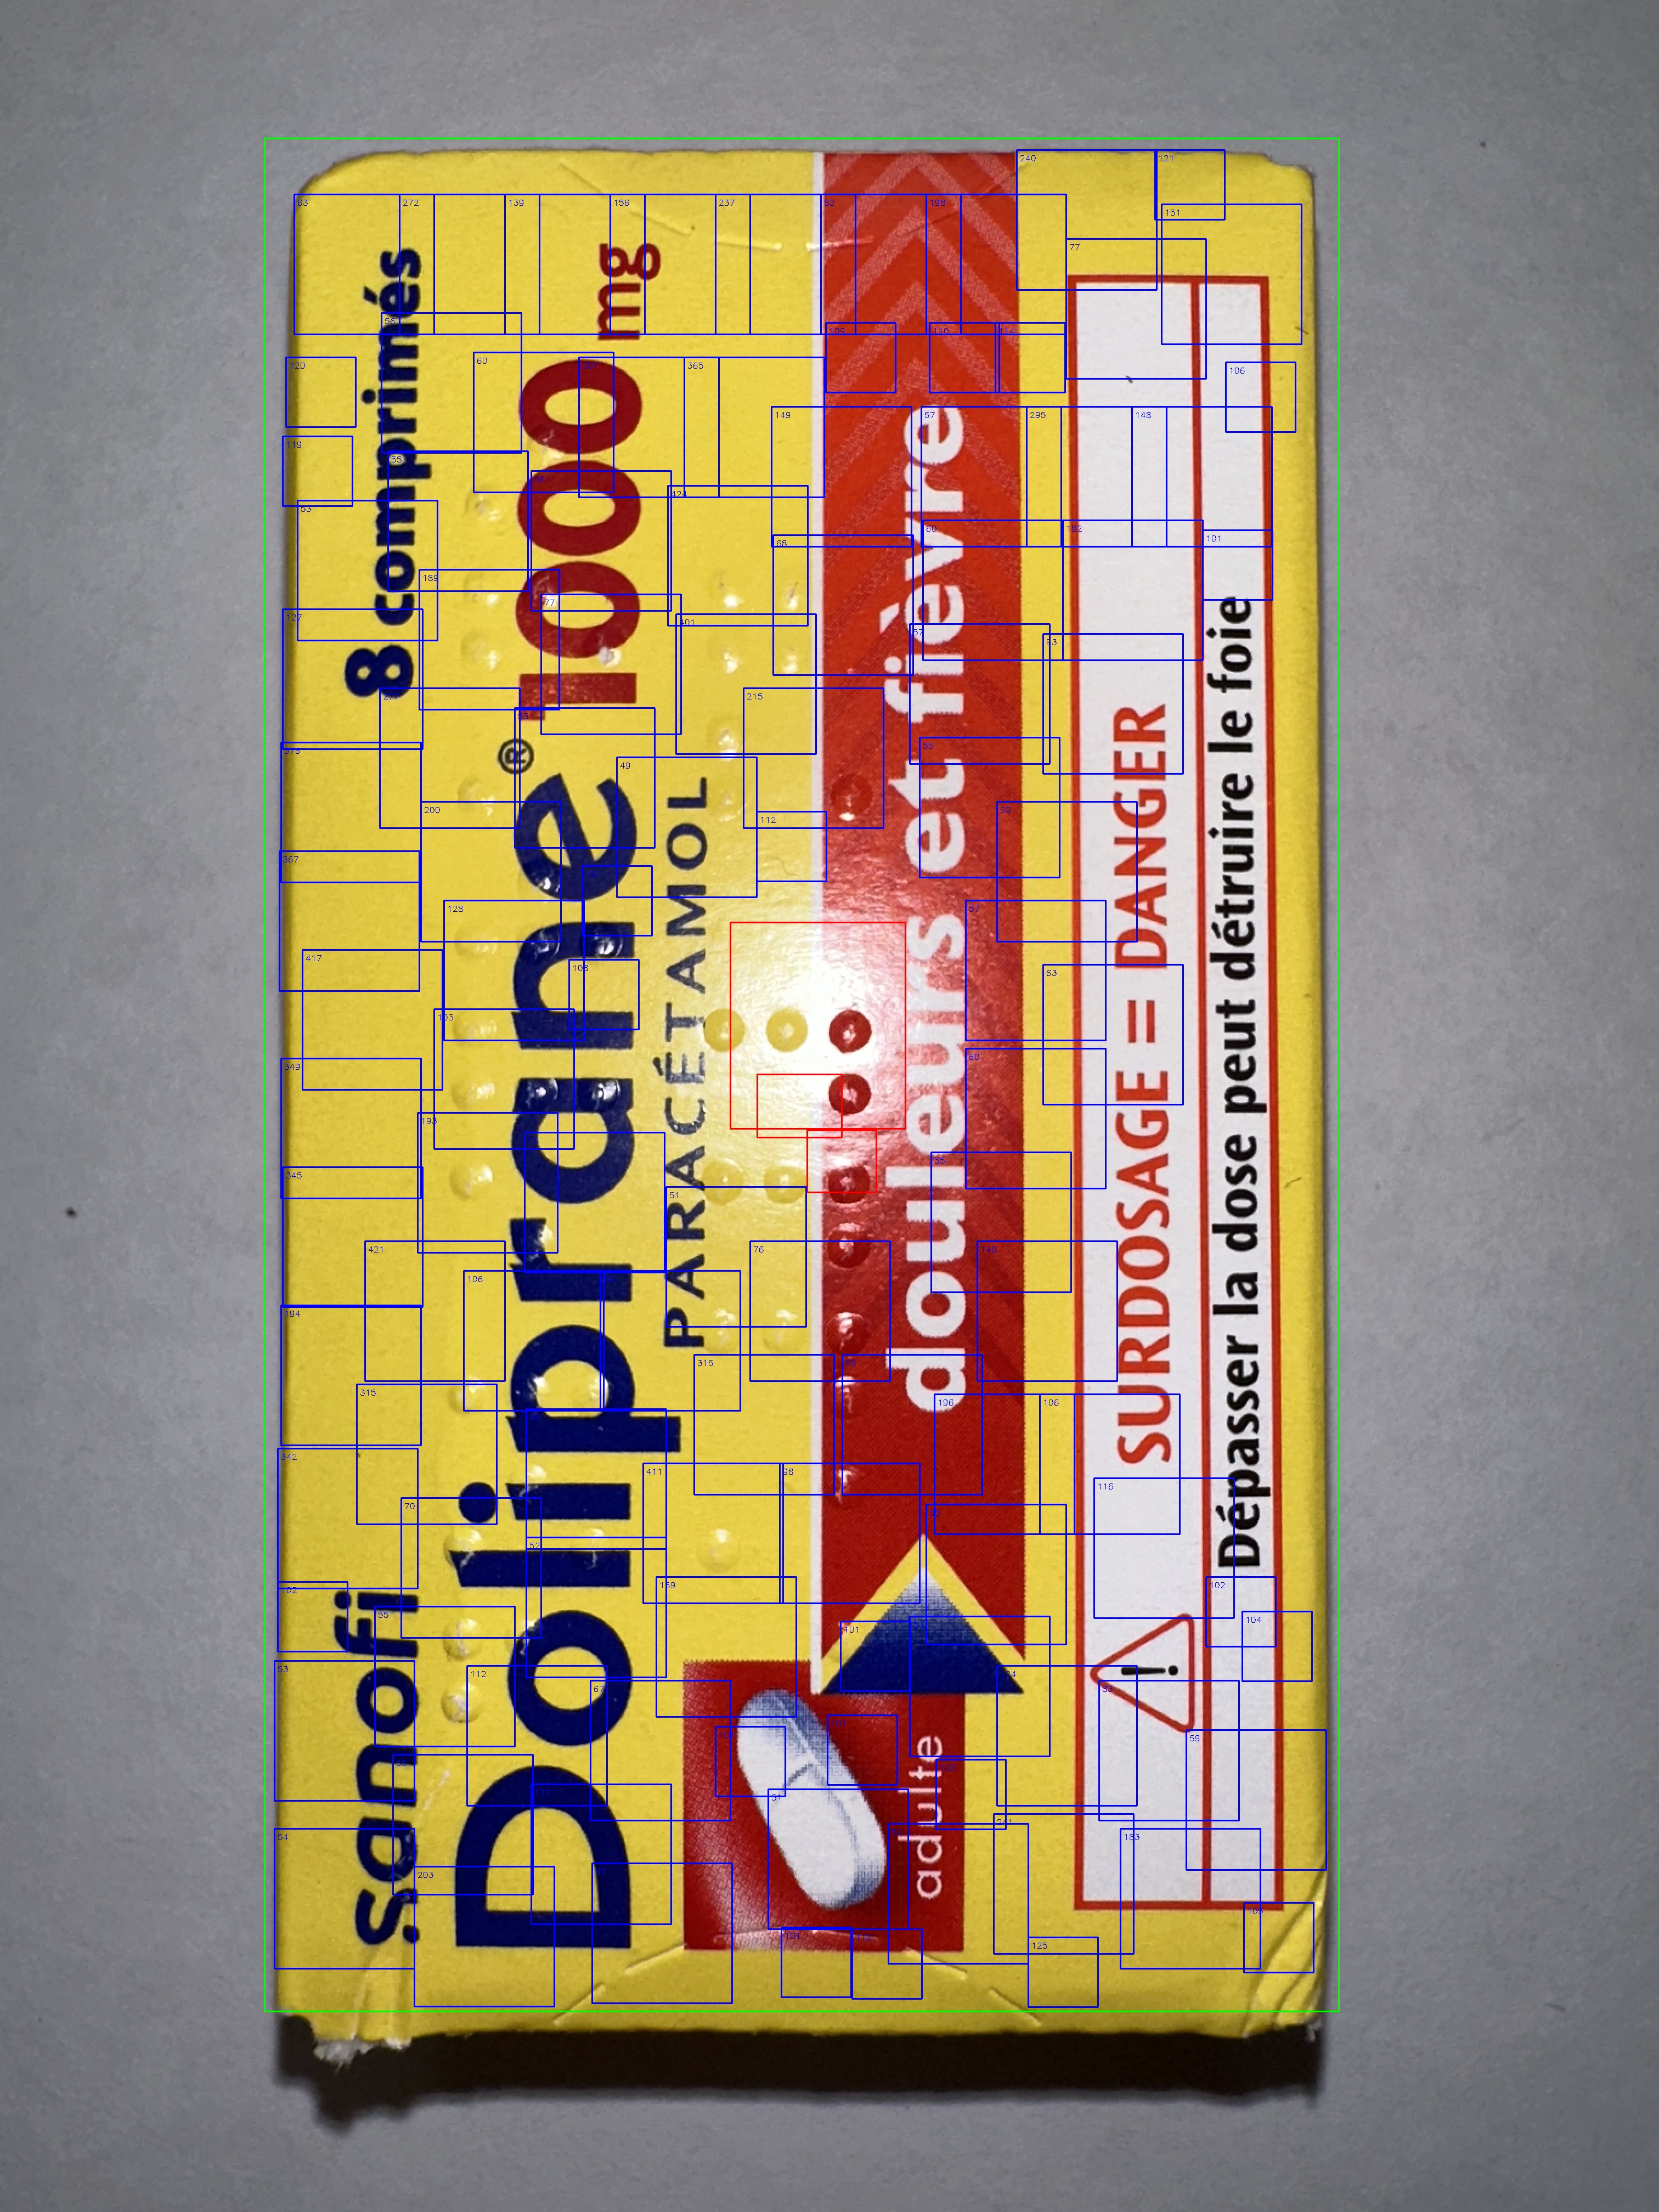 sanofi
8 comprimés
Doliprane® 1000 mg
PARACÉTAMOL
douleurs et fièvre
adulte
SURDOSAGE = DANGER
Dépasser la dose peut détruire le foie